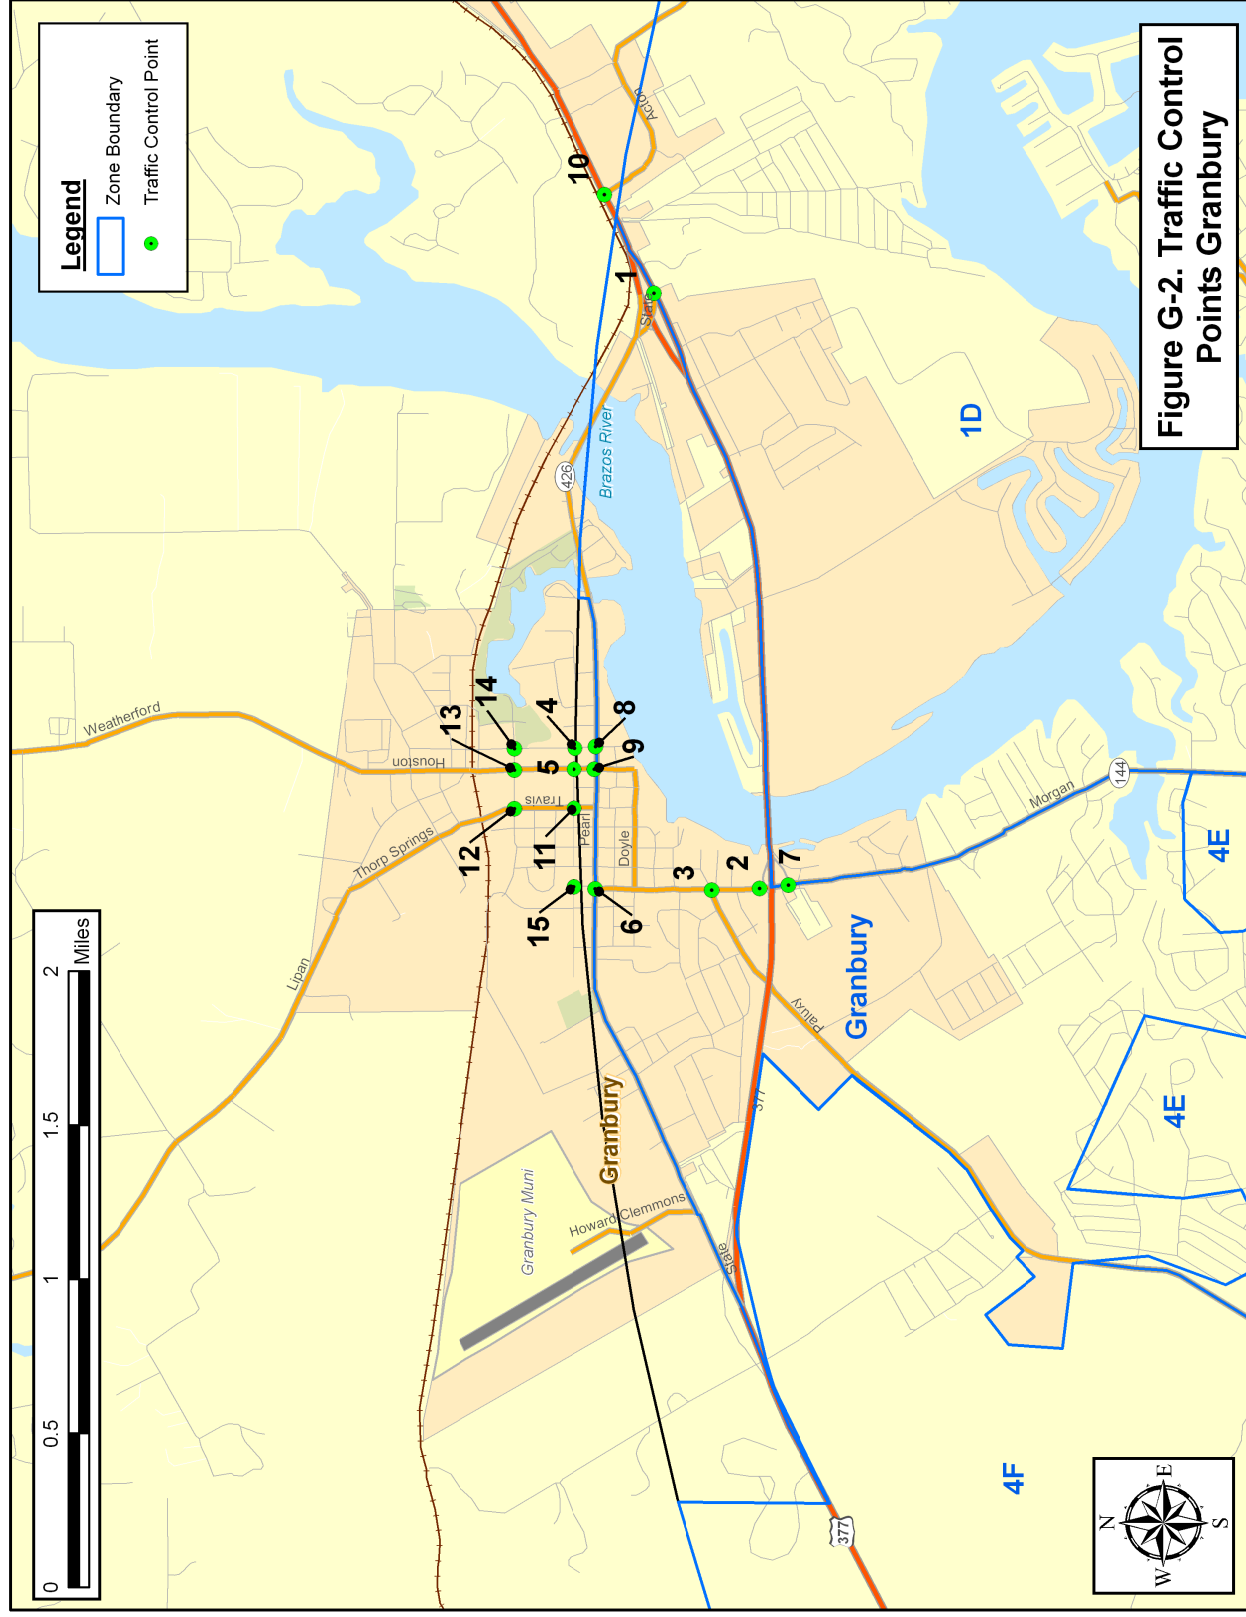 Legend
Zone Boundary
Traffic Control Point
0 0.5 1 1.5 2
Miles
Weatherford
Houston
Thorp Springs
Lipan
Travis
Pearl
Doyle
Acton
State
426
Brazos River
10
1
13
14
4
5
8
9
12
11
15
6
3
2
7
Granbury Muni
Granbury
Howard Clemmons
State
377
Paluxy
Granbury
Morgan
144
1D
4E
4E
4F
377
N
W E
S
Figure G-2. Traffic Control
Points Granbury